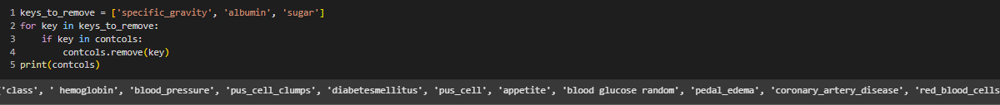 1 keys_to_remove = ['specific_gravity', 'albumin', 'sugar']
2 for key in keys_to_remove:
3     if key in contcols:
4         contcols.remove(key)
5 print(contcols)
'class', ' hemoglobin', 'blood_pressure', 'pus_cell_clumps', 'diabetesmellitus', 'pus_cell', 'appetite', 'blood glucose random', 'pedal_edema', 'coronary_artery_disease', 'red_blood_cells